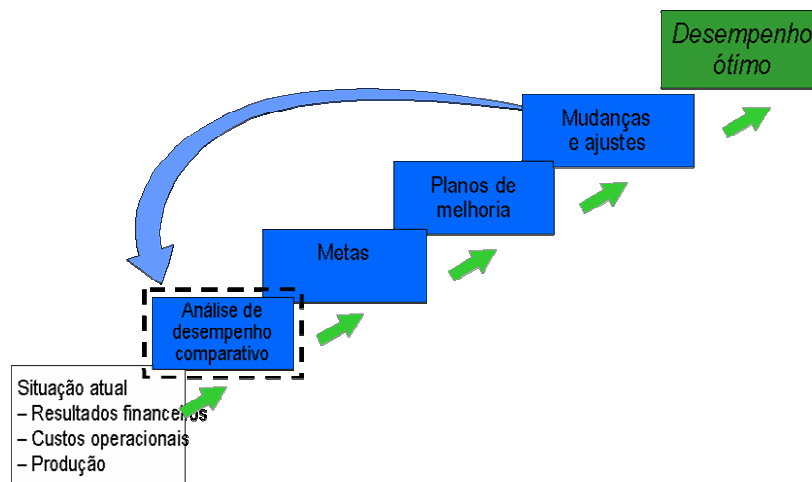 Desempenho
ótimo
Mudanças
e ajustes
Planos de
melhoria
Metas
Análise de
desempenho
comparativo
Situação atual
– Resultados financeiros
– Custos operacionais
– Produção